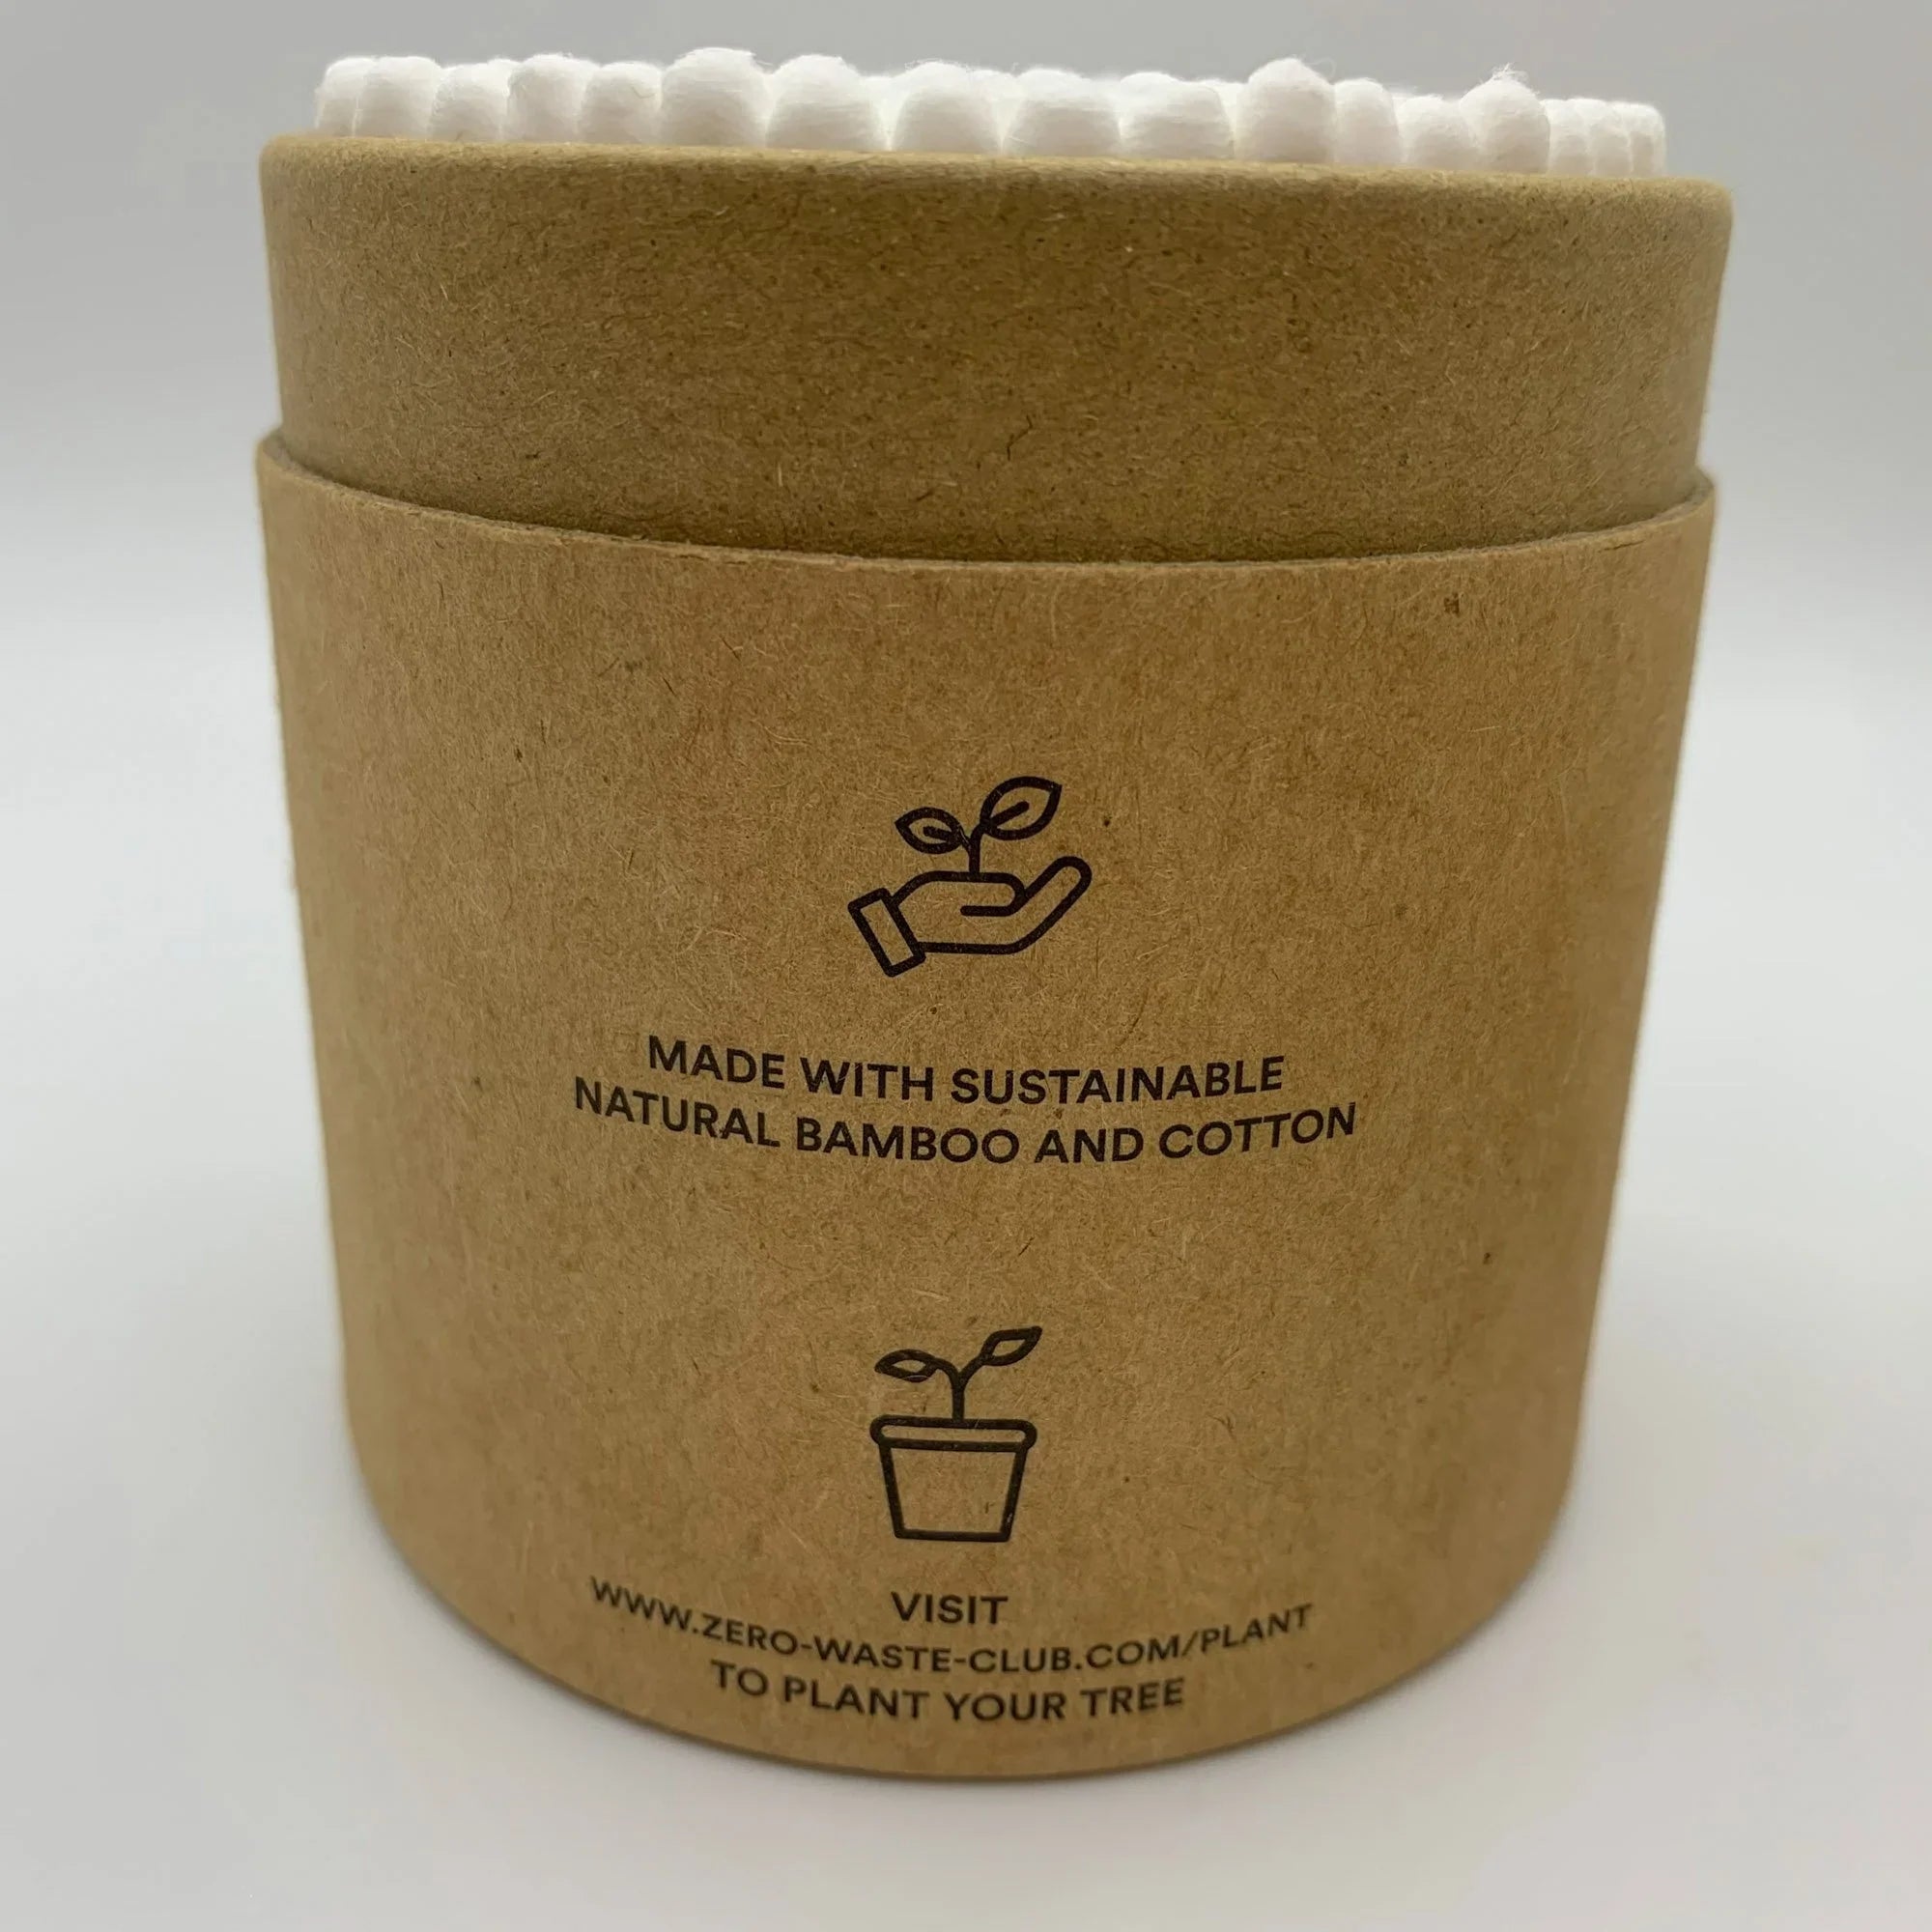 MADE WITH SUSTAINABLE
NATURAL BAMBOO AND COTTON
VISIT
WWW.ZERO-WASTE-CLUB.COM/PLANT
TO PLANT YOUR TREE